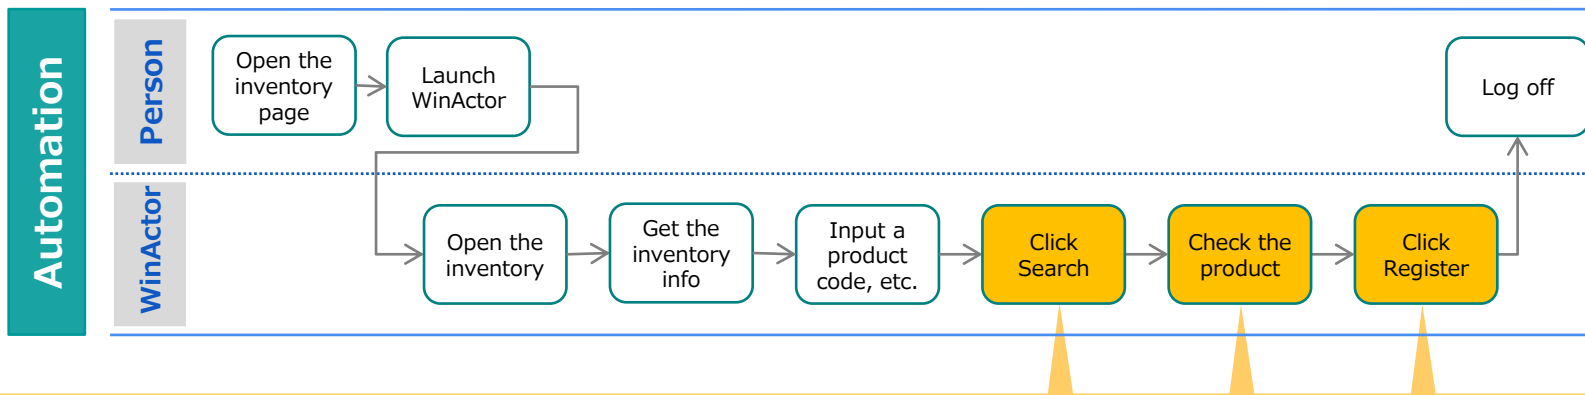 Automation
Person
Open the
inventory
page
Launch
WinActor
Log off
WinActor
Open the
inventory
Get the
inventory
info
Input a
product
code, etc.
Click
Search
Check the
product
Click
Register